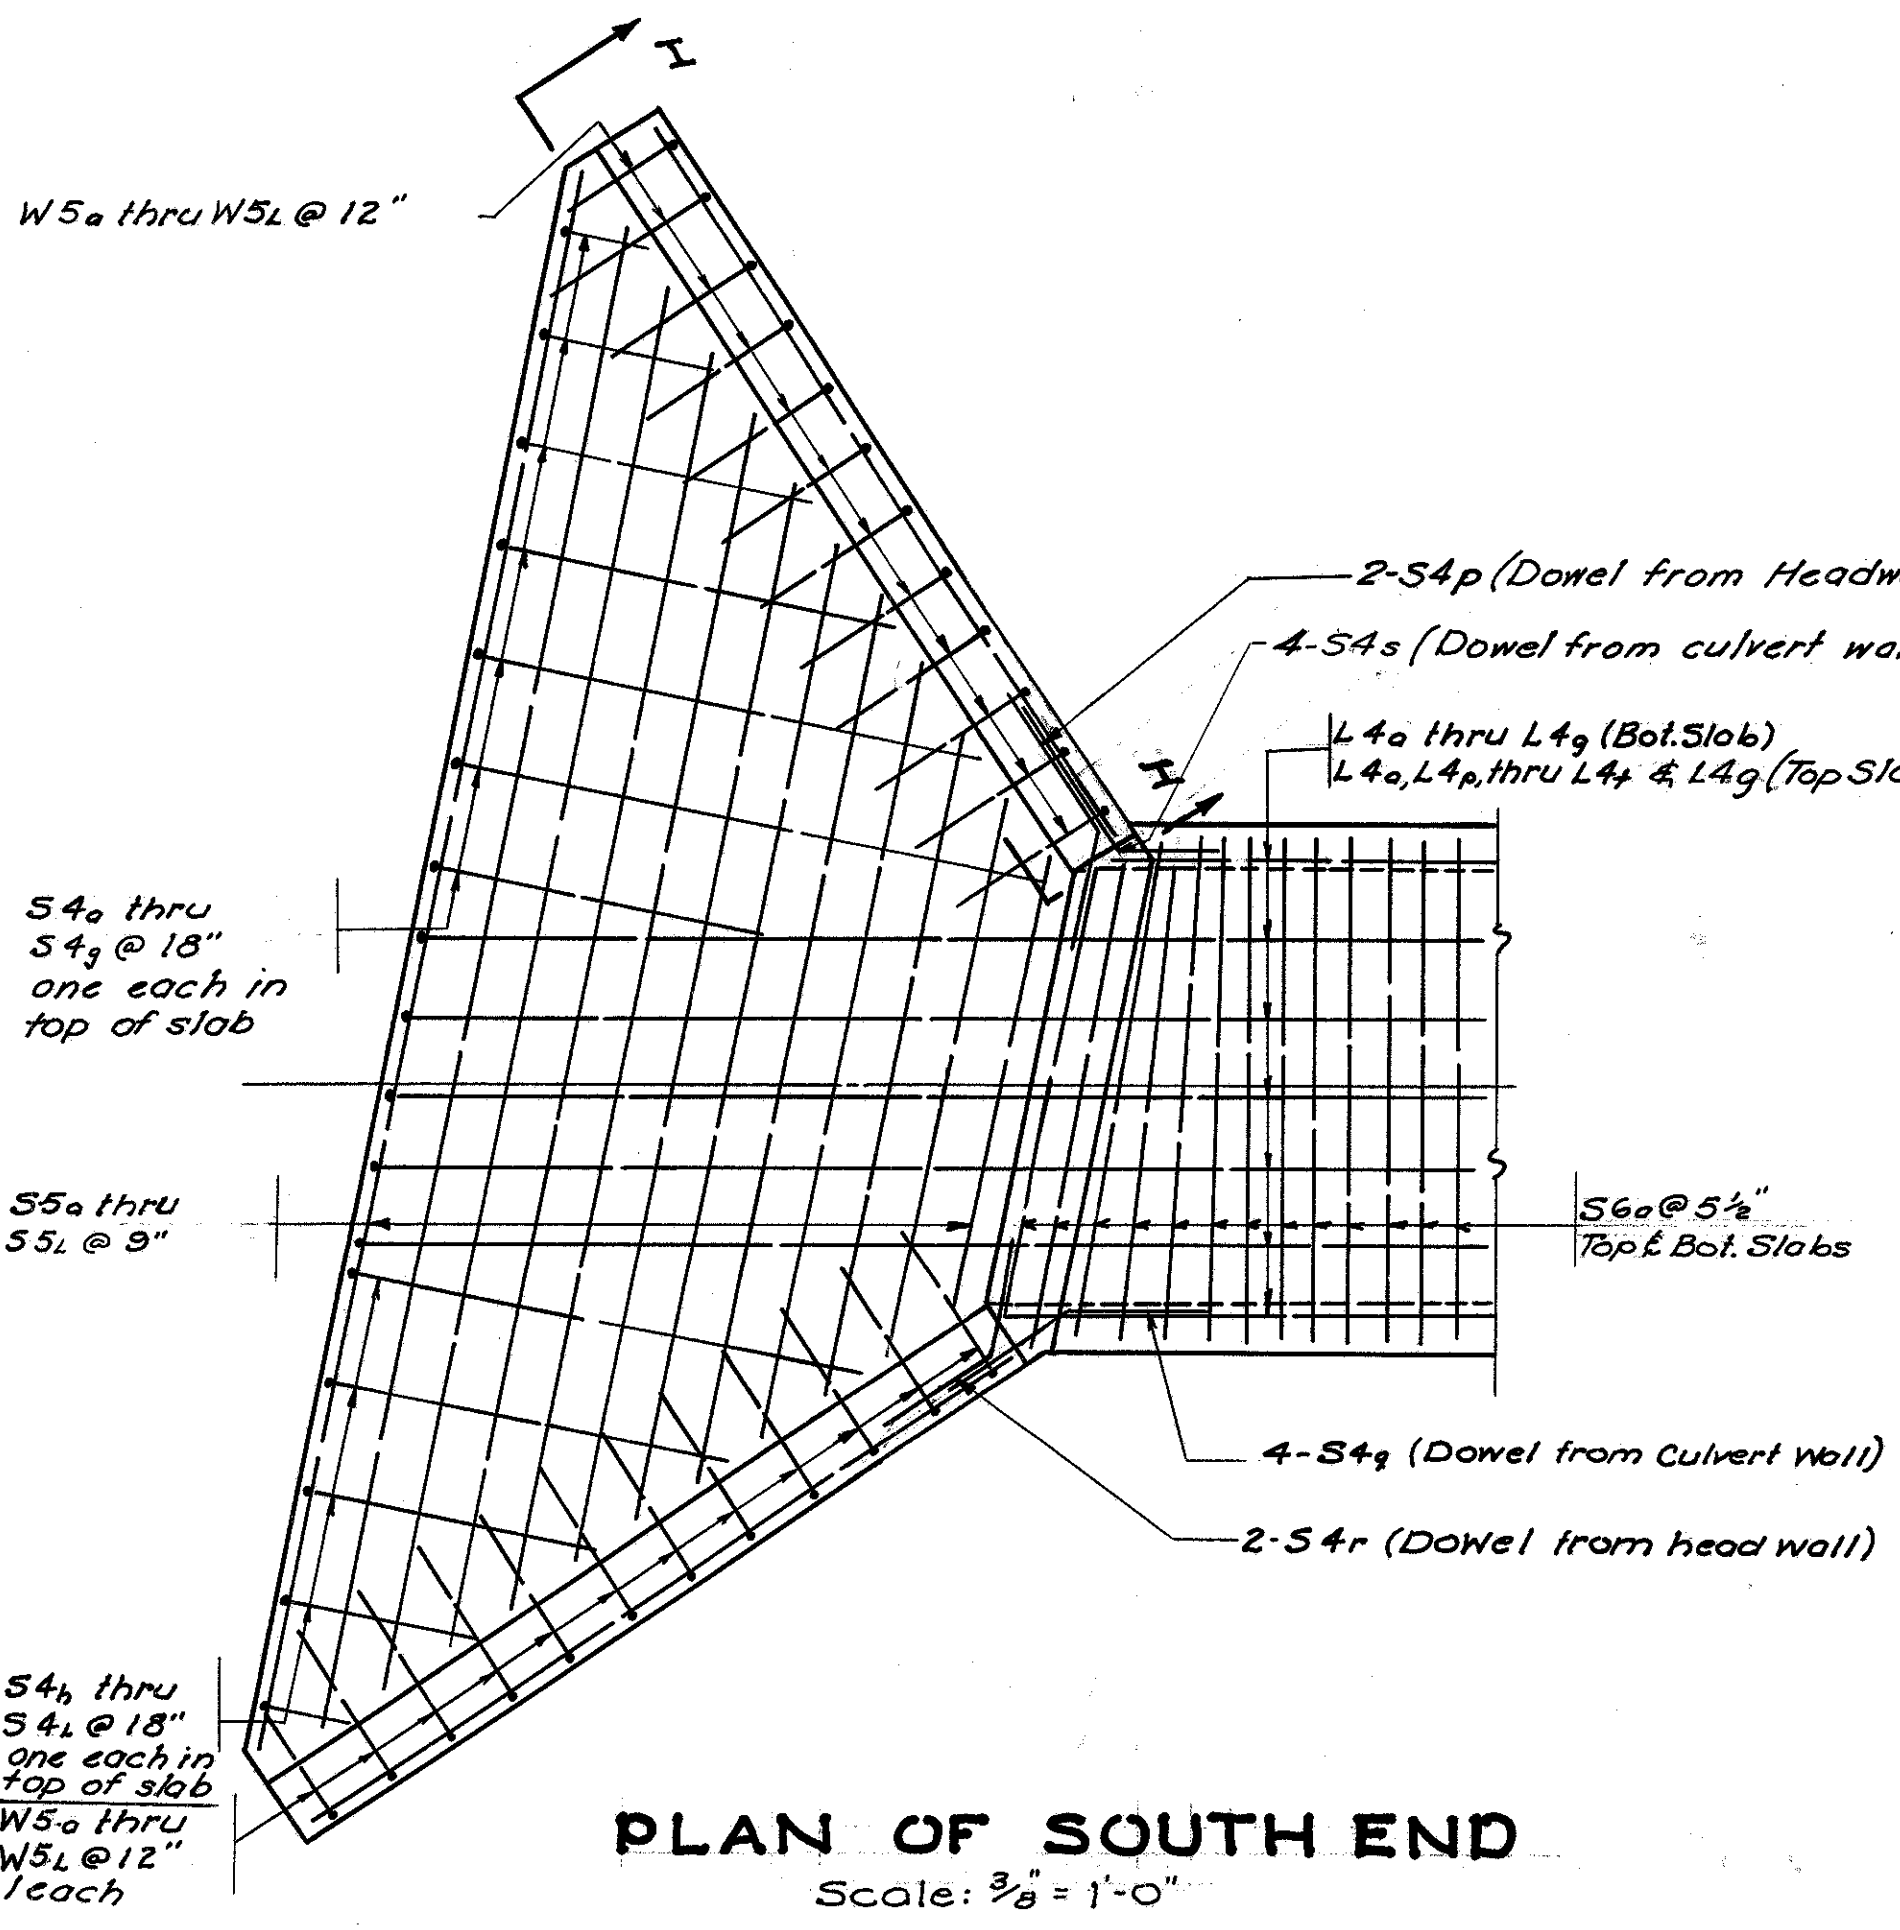 I
W5a thru W5L @ 12"
2-S4p (Dowel from
4-S4s (Dowel from culvert
L4a thru L4g (Bot. Slab)
L4a, L4p, thru L4t & L4g (Top
I
S4a thru
S4g @ 18"
one each in
top of slab
S5a thru
S5L @ 9"
S6a @ 5½"
Top & Bot. Slabs
4-S4q (Dowel from Culvert Wall)
2-S4r (Dowel from head wall)
S4h thru
S4L @ 18"
one each in
top of slab
W5a thru
W5L @ 12"
1 each
PLAN OF SOUTH END
Scale: 3/8" = 1'-0"